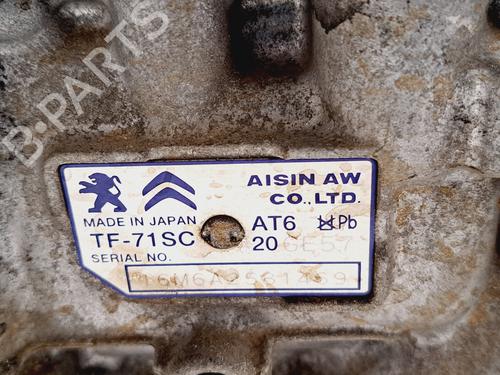 B-PARTS
AISIN AW
CO.,LTD.
MADE IN JAPAN
TF-71SC
AT6 Pb
20
SERIAL NO.